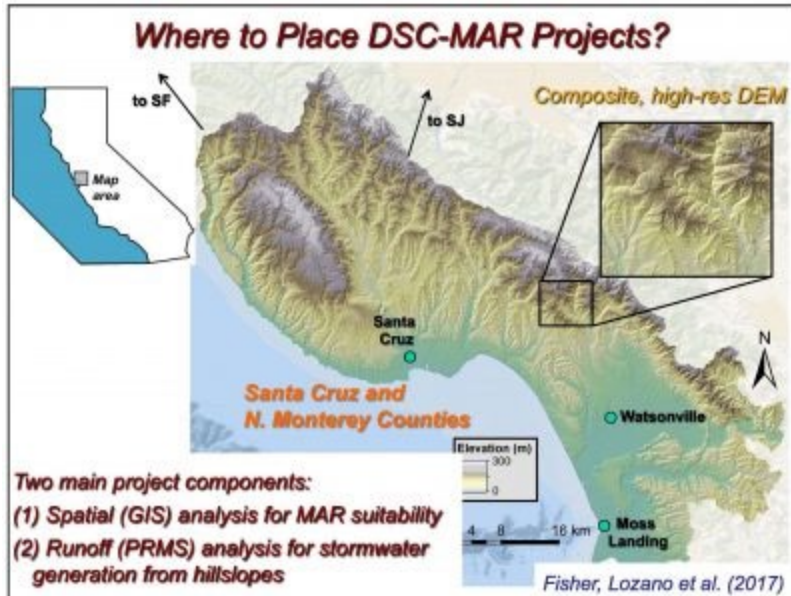 Where to Place DSC-MAR Projects?
to SF
to SJ
Composite, high-res DEM
Map
area
Santa
Cruz
N
Santa Cruz and
N. Monterey Counties
Watsonville
Elevation (m)
300
0
Two main project components:
(1) Spatial (GIS) analysis for MAR suitability
(2) Runoff (PRMS) analysis for stormwater
generation from hillslopes
4 8 16 km
Moss
Landing
Fisher, Lozano et al. (2017)